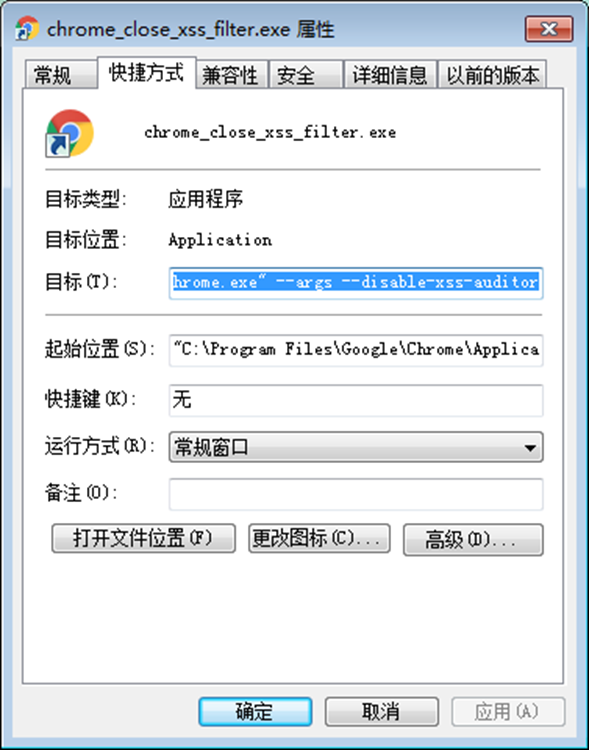 chrome_close_xss_filter.exe 属性
常规 快捷方式 兼容性 安全 详细信息 以前的版本
chrome_close_xss_filter.exe
目标类型: 应用程序
目标位置: Application
目标(T): hrome.exe" --args --disable-xss-auditor
起始位置(S): "C:\Program Files\Google\Chrome\Applica
快捷键(K): 无
运行方式(R): 常规窗口
备注(O):
打开文件位置(F) 更改图标(C)... 高级(D)...
确定 取消 应用(A)